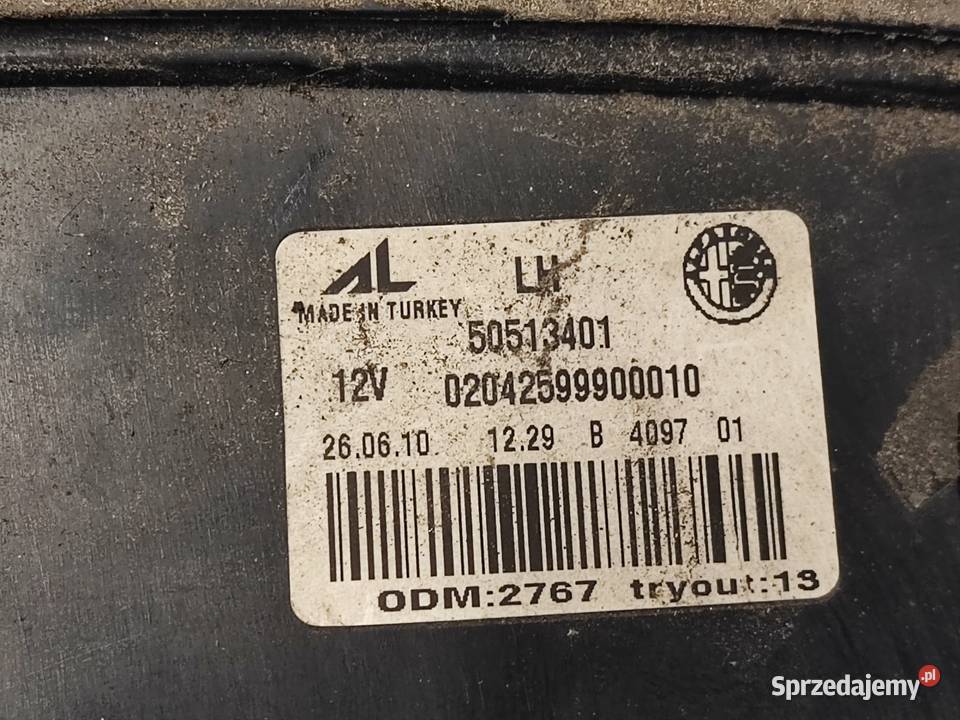 AL LH
MADE IN TURKEY
50513401
12V 02042599900010
26.06.10 12.29 B 4097 01
ODM:2767 tryout:13
Sprzedajemy.pl